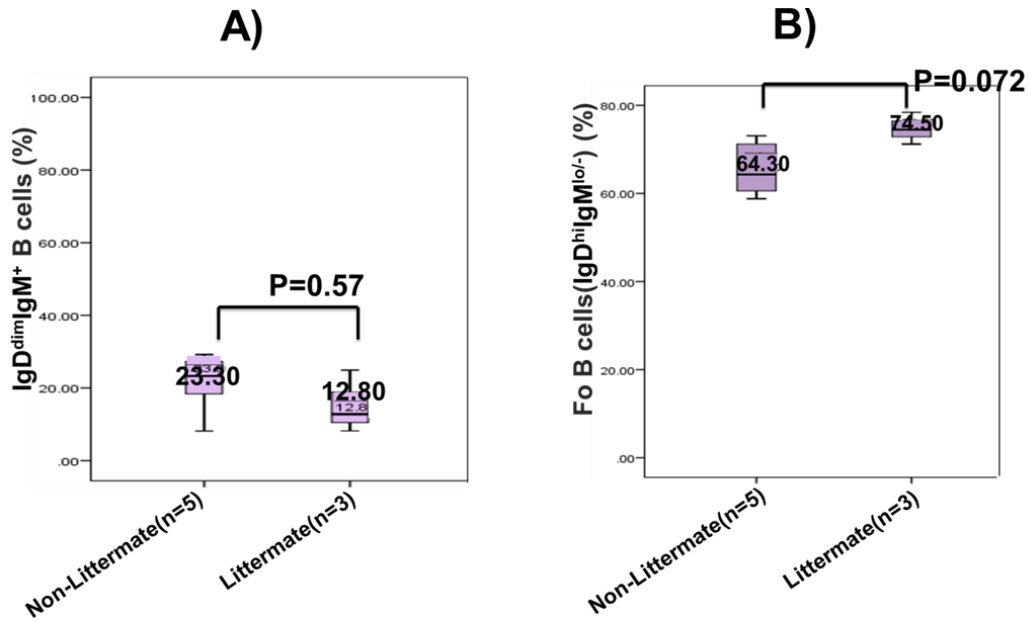 A)
IgD^dim IgM^+ B cells (%)
100.00
80.00
60.00
40.00
20.00
.00
P=0.57
23.30
12.80
12.8
Non-Littermate(n=5)
Littermate(n=3)
B)
Fo B cells(IgD^hi IgM^lo/-) (%)
80.00
60.00
40.00
20.00
.00
P=0.072
64.30
74.50
Non-Littermate(n=5)
Littermate(n=3)